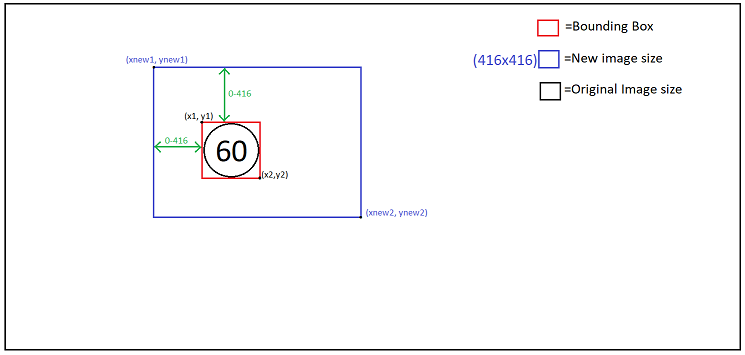 =Bounding Box
(416x416) =New image size
=Original Image size
(xnew1, ynew1)
0-416
(x1, y1)
0-416
60
(x2,y2)
(xnew2, ynew2)